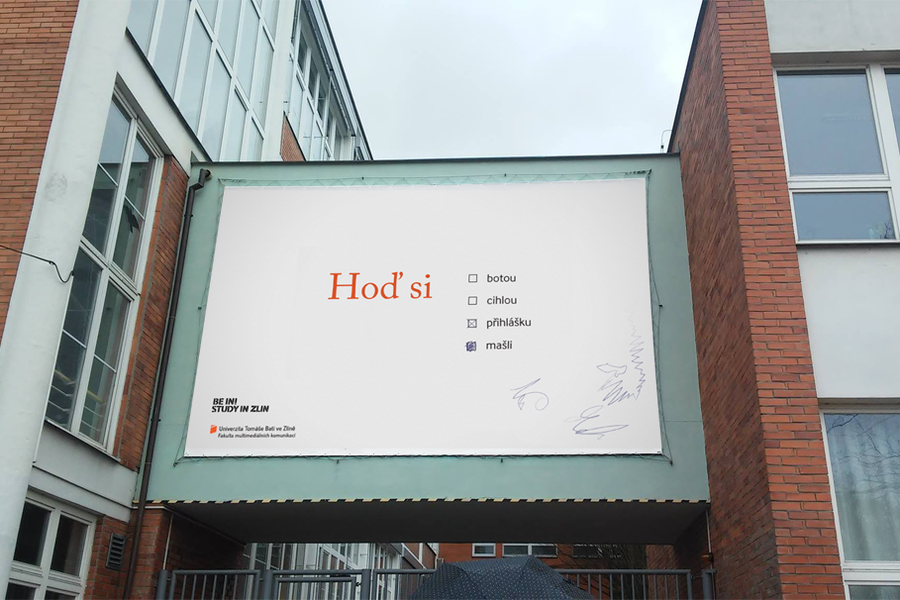 Hoď si
botou
cihlou
přihlášku
mašli
BE IN!
STUDY IN ZLIN
Univerzita Tomáše Bati ve Zlíně
Fakulta multimediálních komunikací